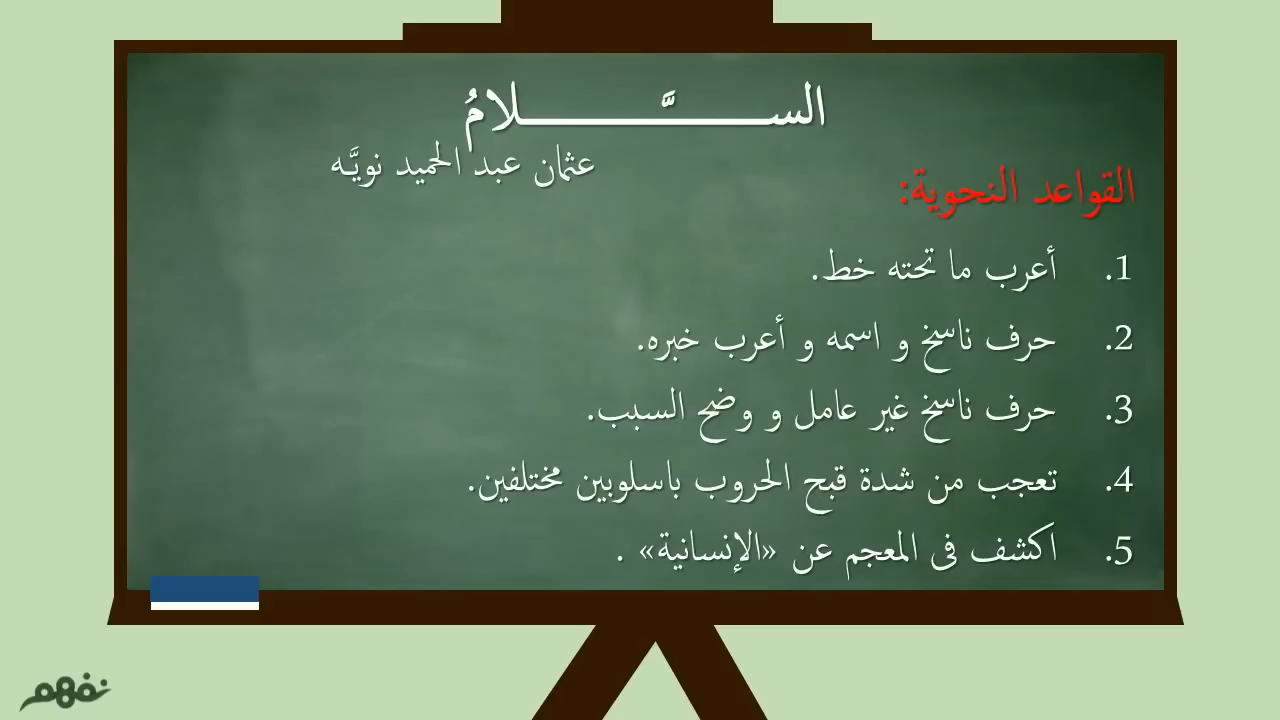 السـَّـلامُ
عثمان عبد الحميد نويَّه
القواعد النحوية:
1. أعرب ما تحته خط.
2. حرف ناسخ و اسمه و أعرب خبره.
3. حرف ناسخ غير عامل و وضح السبب.
4. تعجب من شدة قبح الحروب باسلوبين مختلفين.
5. اكشف فى المعجم عن «الإنسانية» .
نفهم